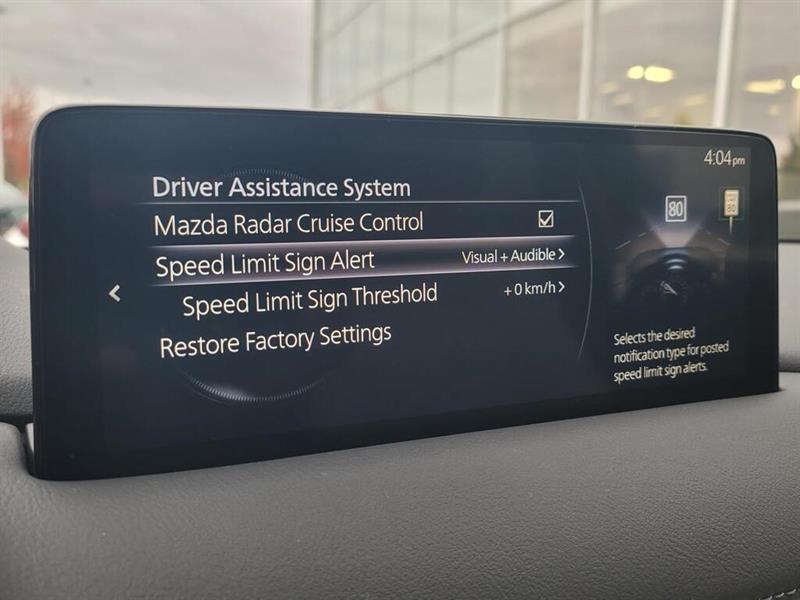 4:04pm
Driver Assistance System
Mazda Radar Cruise Control
Speed Limit Sign Alert Visual + Audible >
Speed Limit Sign Threshold + 0 km/h >
Restore Factory Settings
80
80
Selects the desired
notification type for posted
speed limit sign alerts.